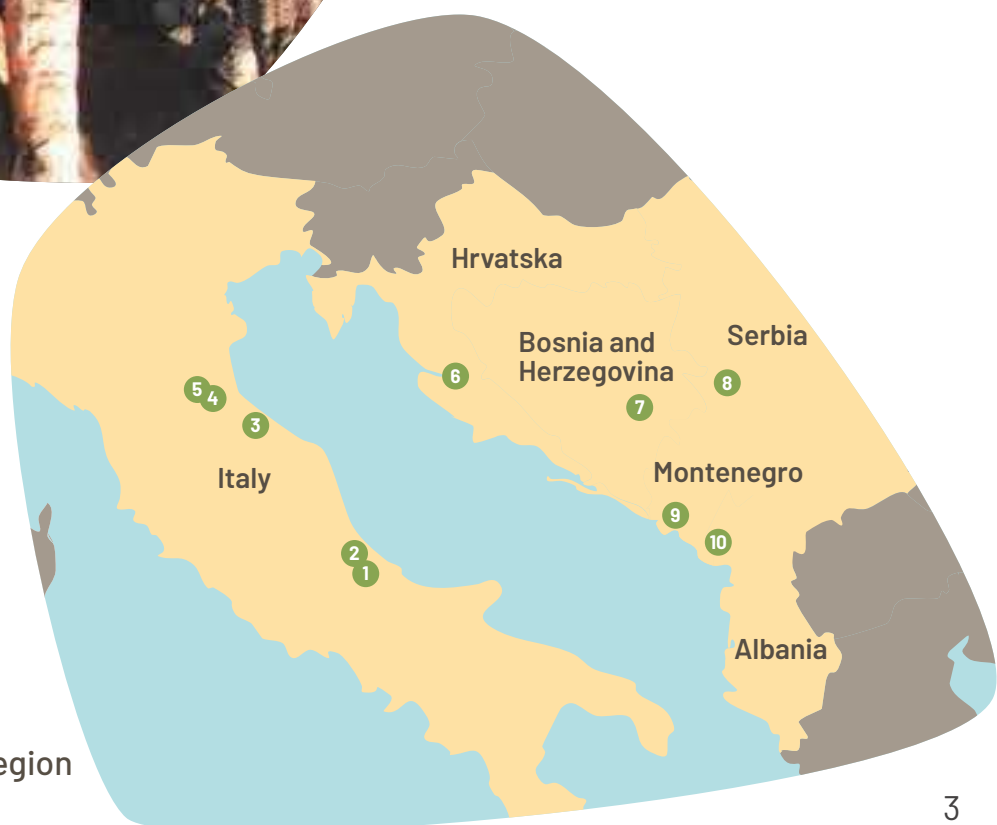 Hrvatska
Serbia
Bosnia and
Herzegovina
6
8
5
4
7
3
Montenegro
Italy
9
10
2
1
Albania
egion
3